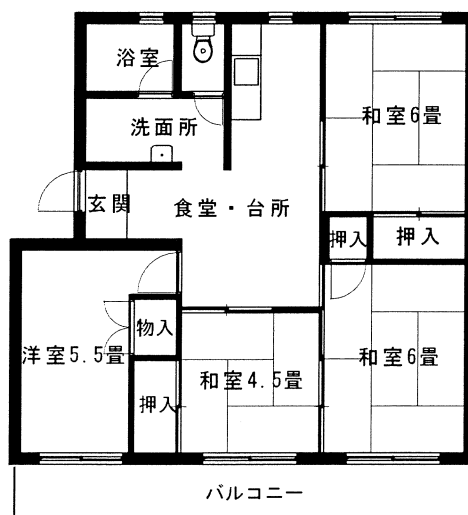 浴室
和室6畳
洗面所
玄関
食堂・台所
押入
押入
物入
洋室5.5畳
和室6畳
和室4.5畳
押入
バルコニー